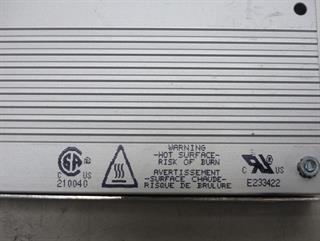 WARNING
-HOT SURFACE-
RISK OF BURN
AVERTISSEMENT
-SURFACE CHAUDE-
RISQUE DE BRULURE
C US
210040
C US
E233422